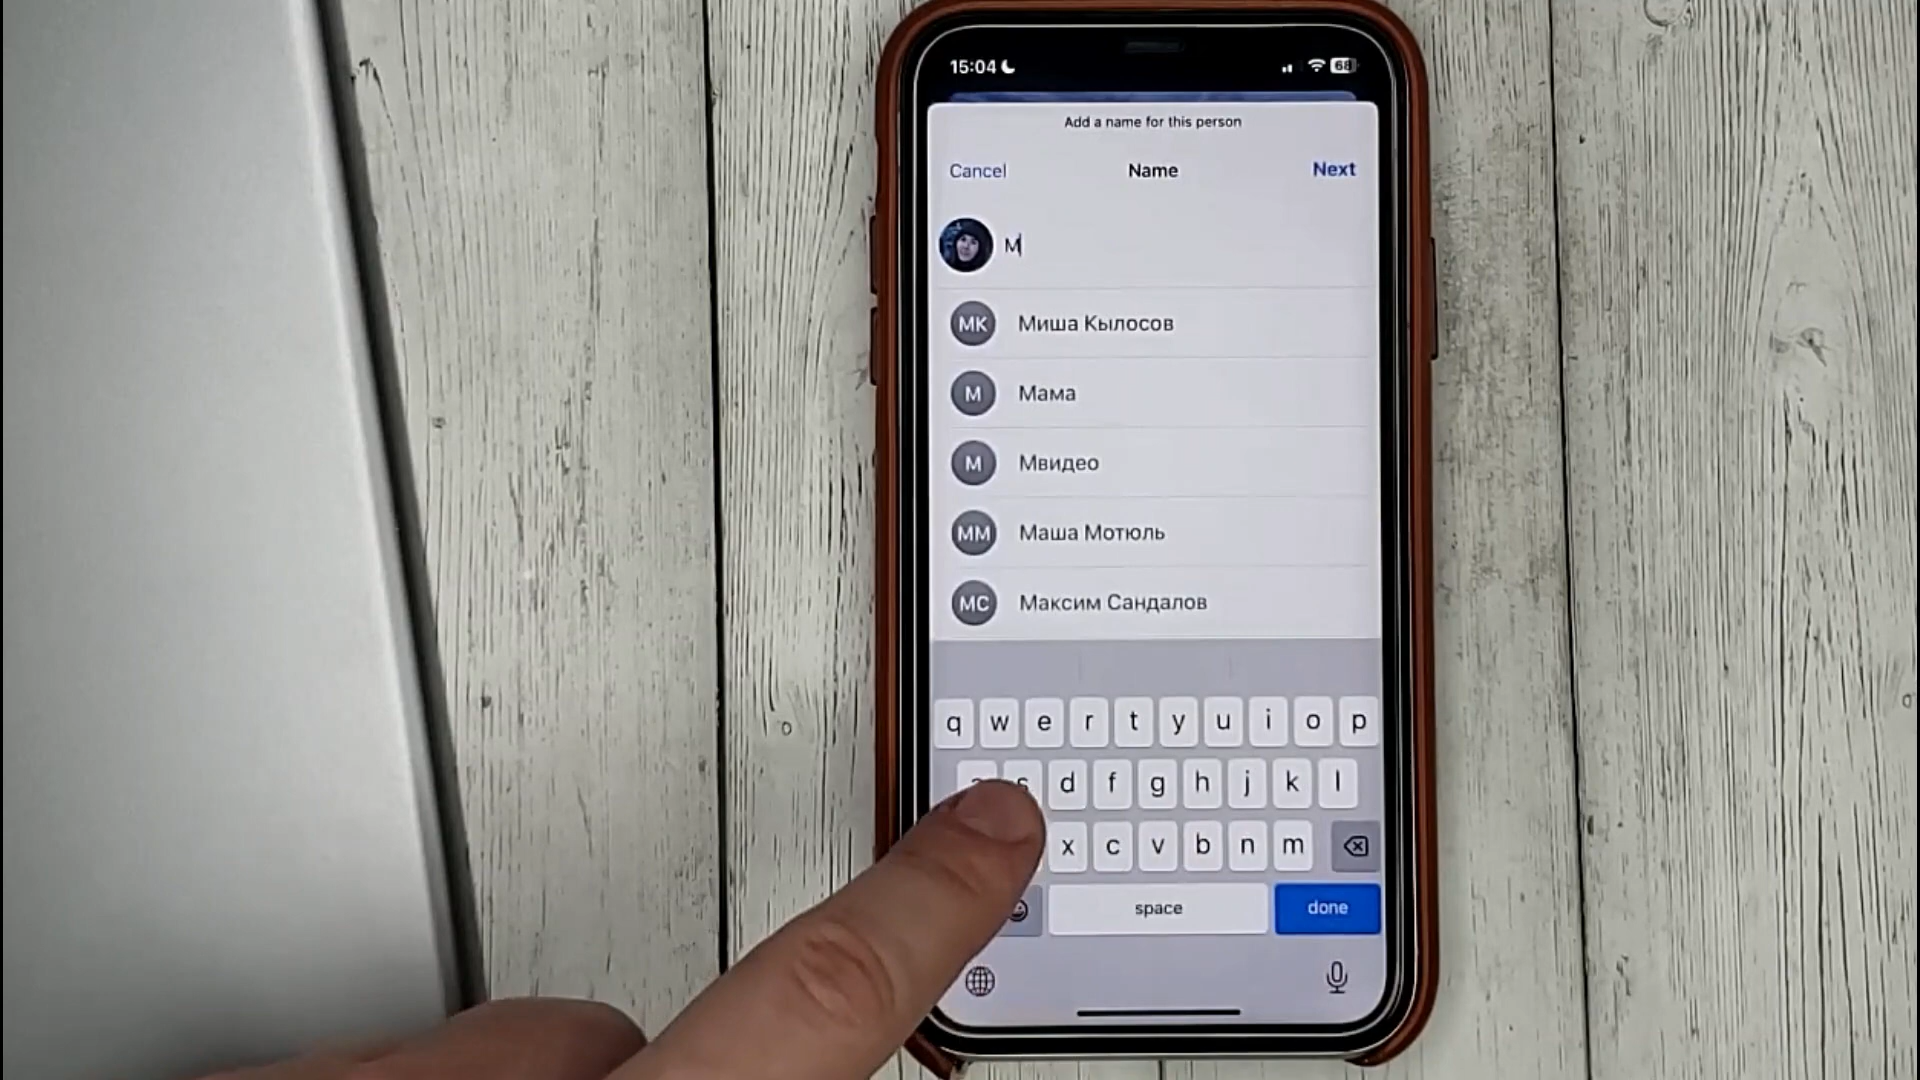 15:04
68
Add a name for this person
Cancel Name Next
M
МК Миша Кылосов
М Мама
М Мвидео
ММ Маша Мотюль
МС Максим Сандалов
q w e r t y u i o p
s d f g h j k l
x c v b n m
space done